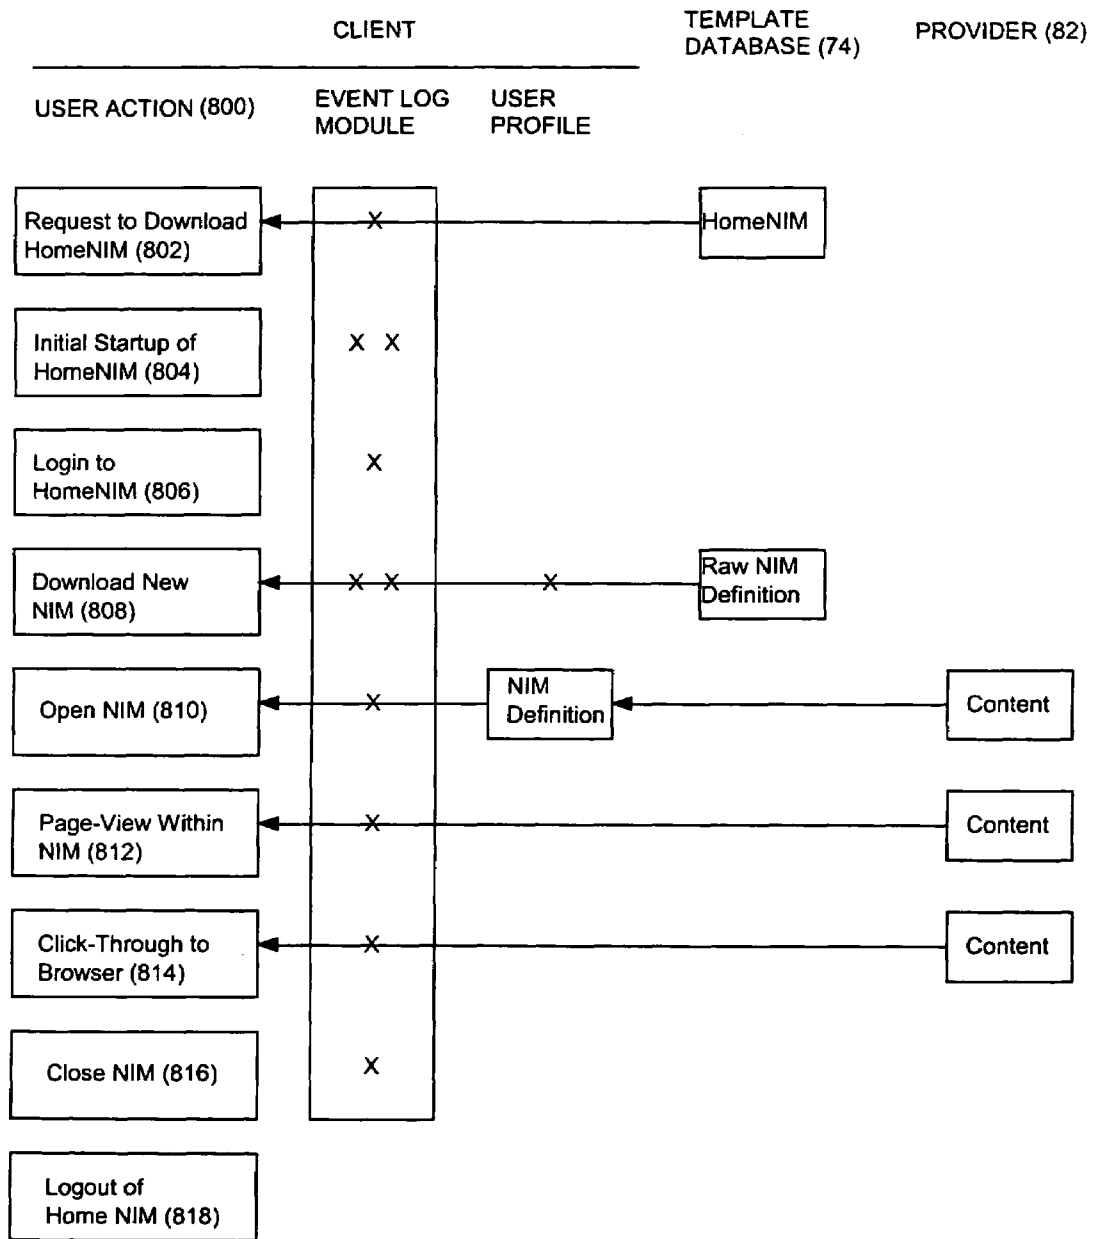 CLIENT
TEMPLATE
DATABASE (74)
PROVIDER (82)
USER ACTION (800)
EVENT LOG
MODULE
USER
PROFILE
Request to Download
HomeNIM (802)
X
HomeNIM
Initial Startup of
HomeNIM (804)
X X
Login to
HomeNIM (806)
X
Download New
NIM (808)
X X
X
Raw NIM
Definition
Open NIM (810)
X
NIM
Definition
Content
Page-View Within
NIM (812)
X
Content
Click-Through to
Browser (814)
X
Content
Close NIM (816)
X
Logout of
Home NIM (818)